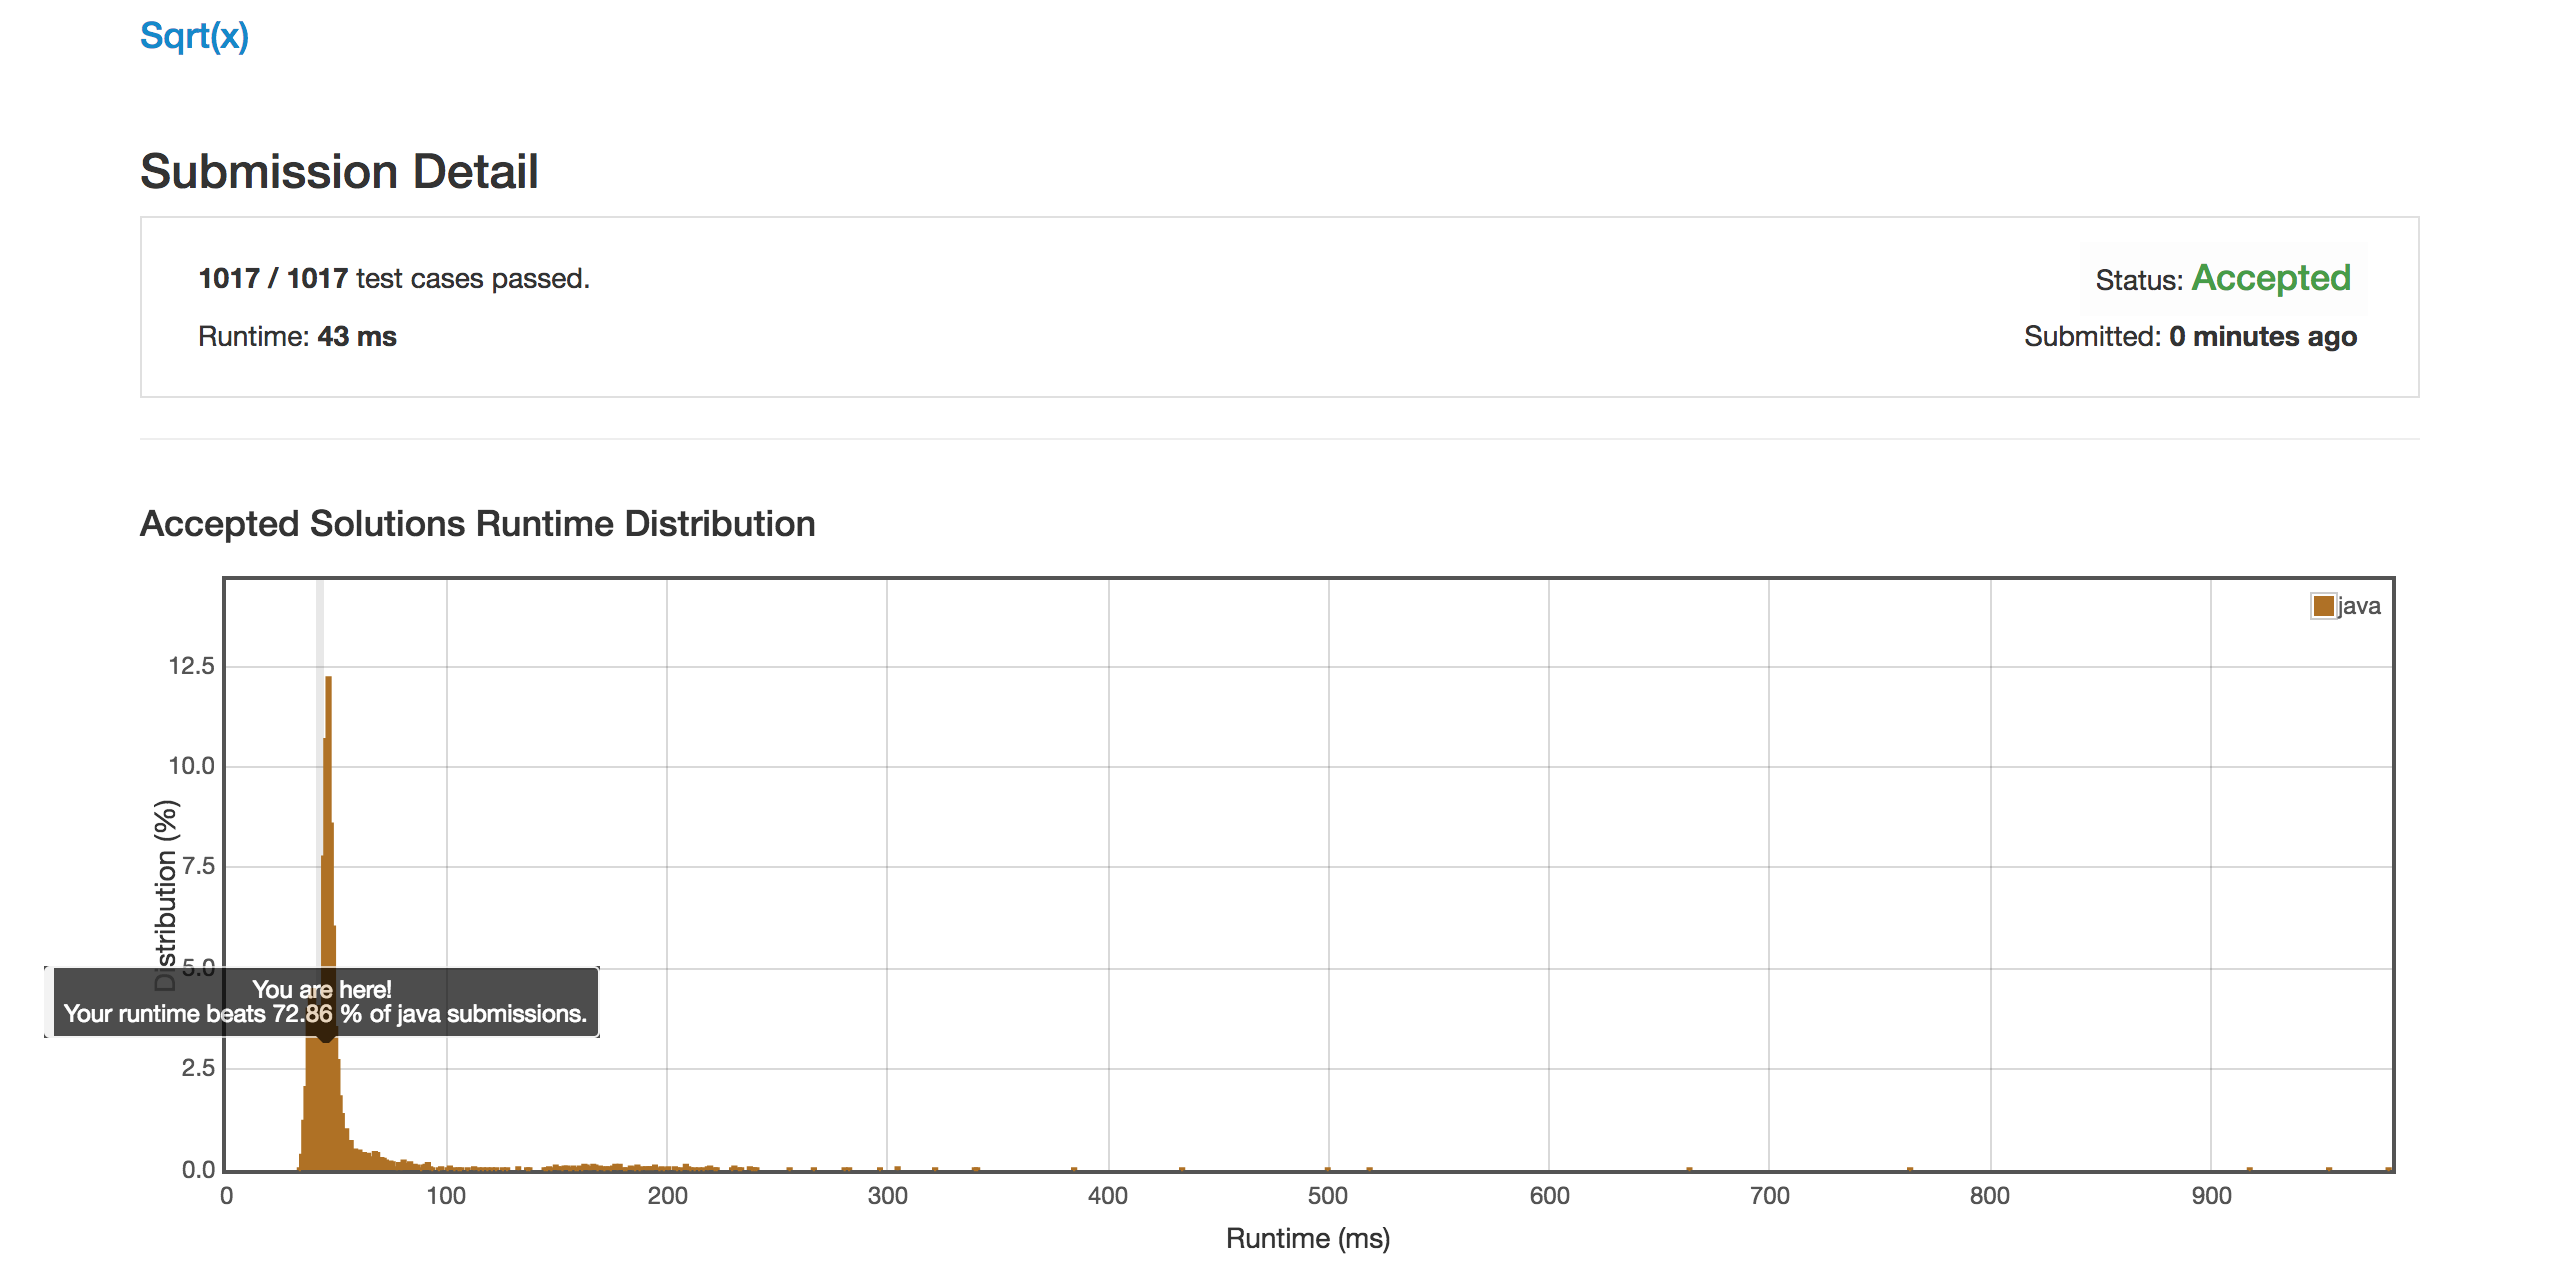 Sqrt(x)
Submission Detail
1017 / 1017 test cases passed.
Status: Accepted
Runtime: 43 ms
Submitted: 0 minutes ago
Accepted Solutions Runtime Distribution
java
12.5
10.0
7.5
5.0
2.5
0.0
Distribution (%)
You are here!
Your runtime beats 72.86 % of java submissions.
0 100 200 300 400 500 600 700 800 900
Runtime (ms)